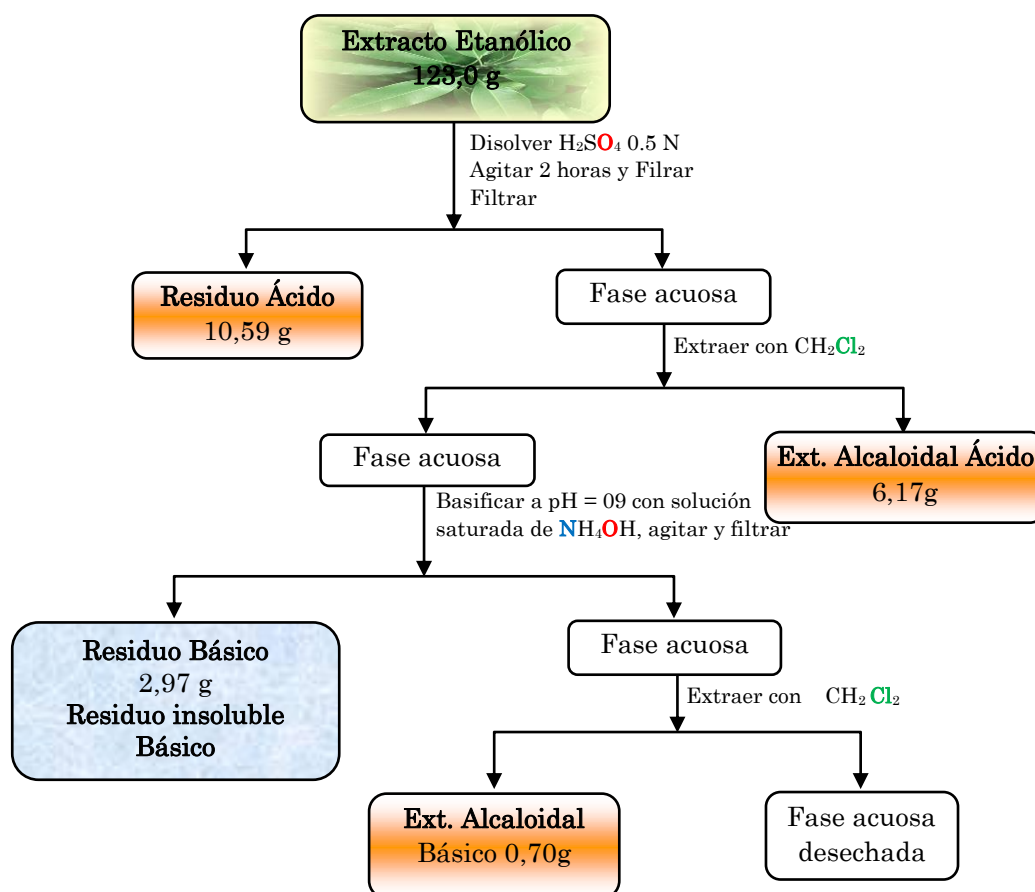 Extracto Etanólico
123,0 g
Disolver H₂SO₄ 0.5 N
Agitar 2 horas y Filrar
Filtrar
Residuo Ácido
10,59 g
Fase acuosa
Extraer con CH₂Cl₂
Fase acuosa
Ext. Alcaloidal Ácido
6,17g
Basificar a pH = 09 con solución
saturada de NH₄OH, agitar y filtrar
Residuo Básico
2,97 g
Residuo insoluble
Básico
Fase acuosa
Extraer con CH₂ Cl₂
Ext. Alcaloidal
Básico 0,70g
Fase acuosa
desechada